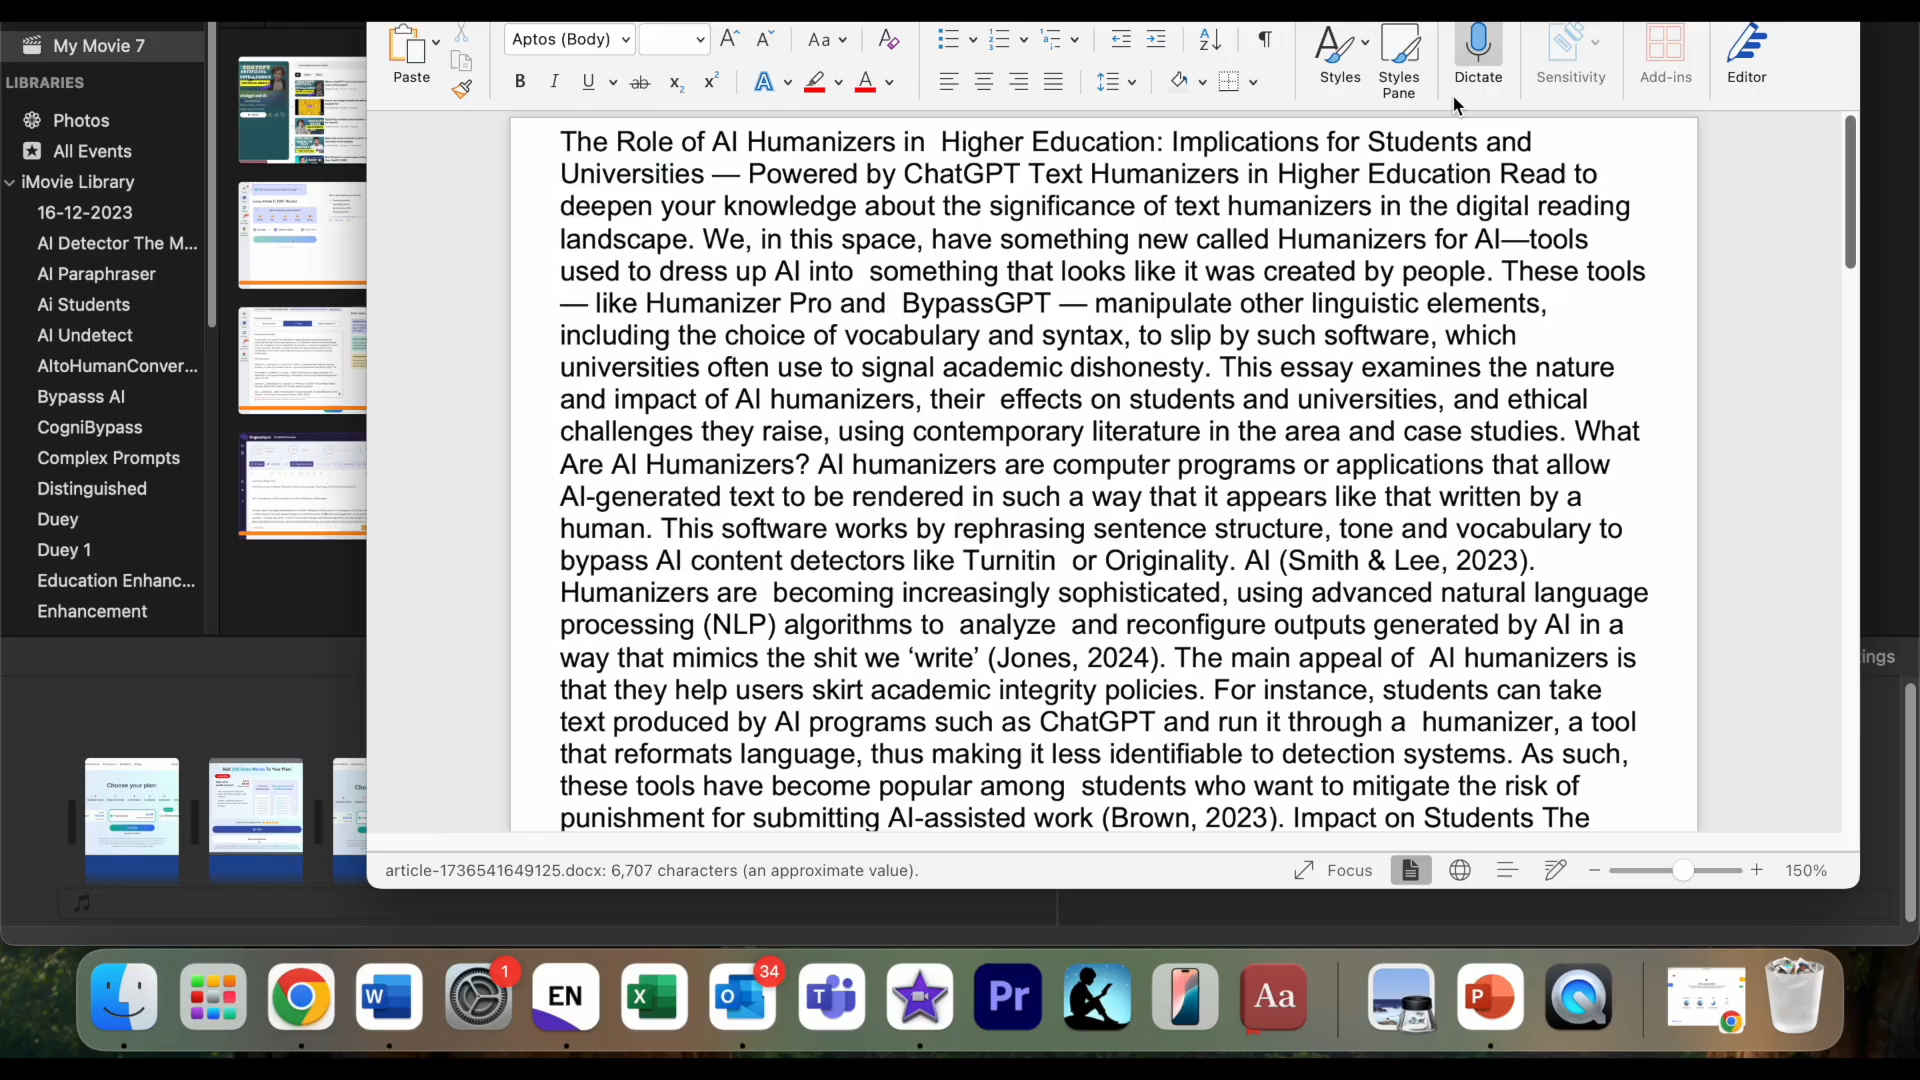 My Movie 7
LIBRARIES
Photos
All Events
iMovie Library
16-12-2023
AI Detector The M...
AI Paraphraser
Ai Students
AI Undetect
AItoHumanConver...
Bypasss AI
CogniBypass
Complex Prompts
Distinguished
Duey
Duey 1
Education Enhanc...
Enhancement
Paste
Aptos (Body)
Aa
B I U ab x₂ x²
A A
Styles
Styles Pane
Dictate
Sensitivity
Add-ins
Editor
The Role of AI Humanizers in  Higher Education: Implications for Students and
Universities — Powered by ChatGPT Text Humanizers in Higher Education Read to
deepen your knowledge about the significance of text humanizers in the digital reading
landscape. We, in this space, have something new called Humanizers for AI—tools
used to dress up AI into  something that looks like it was created by people. These tools
— like Humanizer Pro and  BypassGPT — manipulate other linguistic elements,
including the choice of vocabulary and syntax, to slip by such software, which
universities often use to signal academic dishonesty. This essay examines the nature
and impact of AI humanizers, their  effects on students and universities, and ethical
challenges they raise, using contemporary literature in the area and case studies. What
Are AI Humanizers? AI humanizers are computer programs or applications that allow
AI-generated text to be rendered in such a way that it appears like that written by a
human. This software works by rephrasing sentence structure, tone and vocabulary to
bypass AI content detectors like Turnitin  or Originality. AI (Smith & Lee, 2023).
Humanizers are  becoming increasingly sophisticated, using advanced natural language
processing (NLP) algorithms to  analyze  and reconfigure outputs generated by AI in a
way that mimics the shit we ‘write’ (Jones, 2024). The main appeal of  AI humanizers is
that they help users skirt academic integrity policies. For instance, students can take
text produced by AI programs such as ChatGPT and run it through a  humanizer, a tool
that reformats language, thus making it less identifiable to detection systems. As such,
these tools have become popular among  students who want to mitigate the risk of
punishment for submitting AI-assisted work (Brown, 2023). Impact on Students The
ings
Choose your plan:
Add 20K Extra Words To Your Plan!
article-1736541649125.docx: 6,707 characters (an approximate value).
Focus
150%
1
34
W
EN
X
O
T
Pr
Aa
P